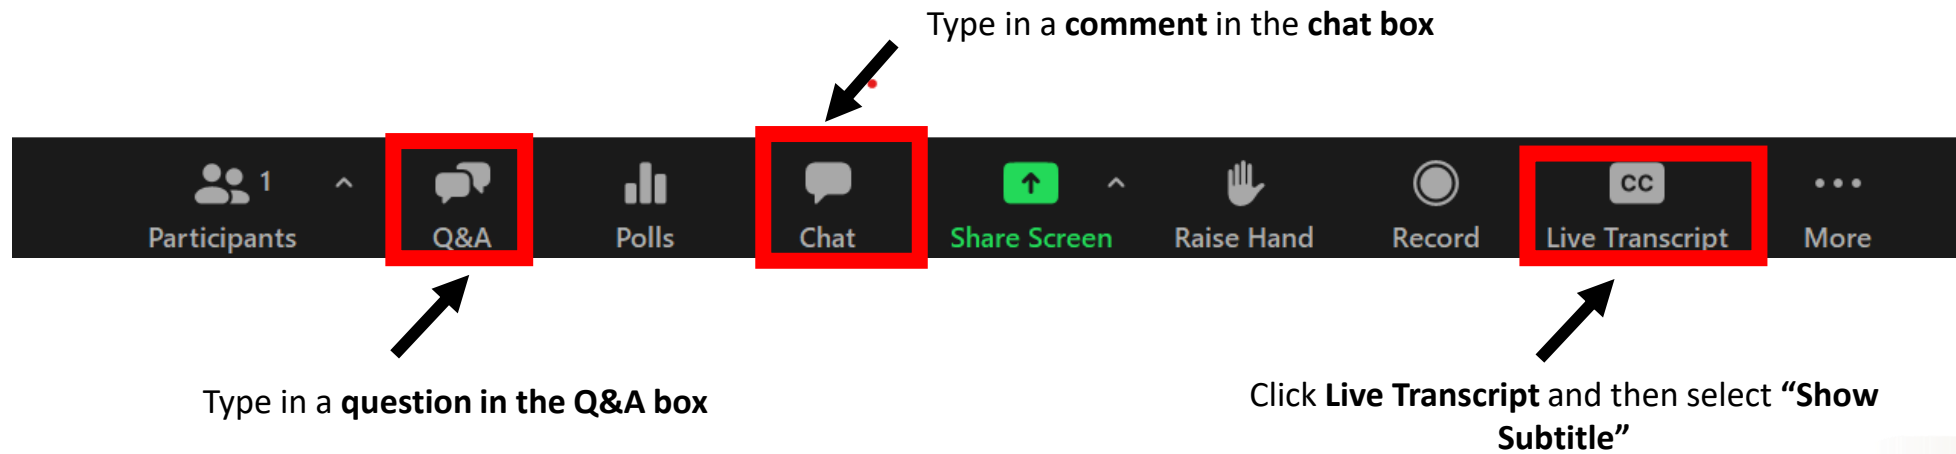 Type in a comment in the chat box
1
Participants
Q&A
Polls
Chat
Share Screen
Raise Hand
Record
CC
Live Transcript
More
Type in a question in the Q&A box
Click Live Transcript and then select “Show
Subtitle”